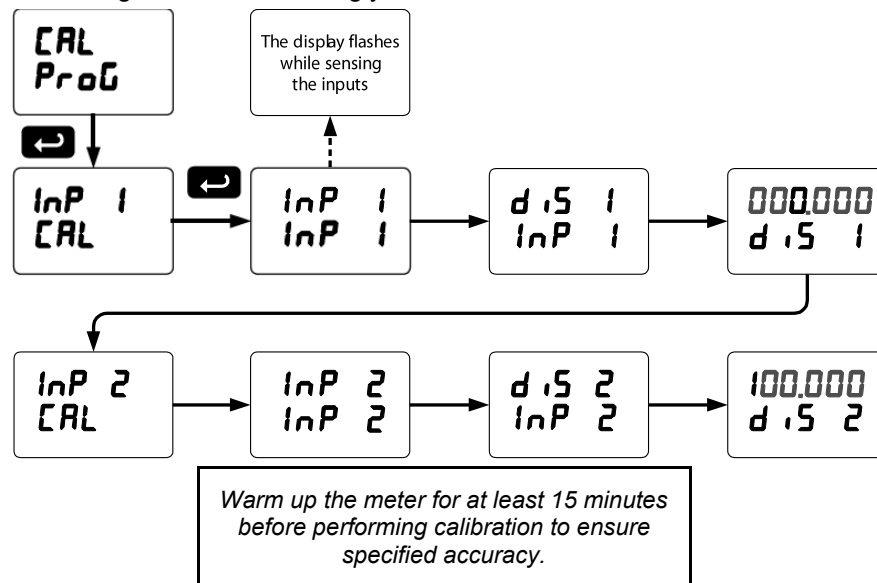 CAL
ProG
The display flashes
while sensing
the inputs
InP 1
CAL
InP 1
InP 1
diS 1
InP 1
000.000
diS 1
InP 2
CAL
InP 2
InP 2
diS 2
InP 2
100.000
diS 2
Warm up the meter for at least 15 minutes
before performing calibration to ensure
specified accuracy.